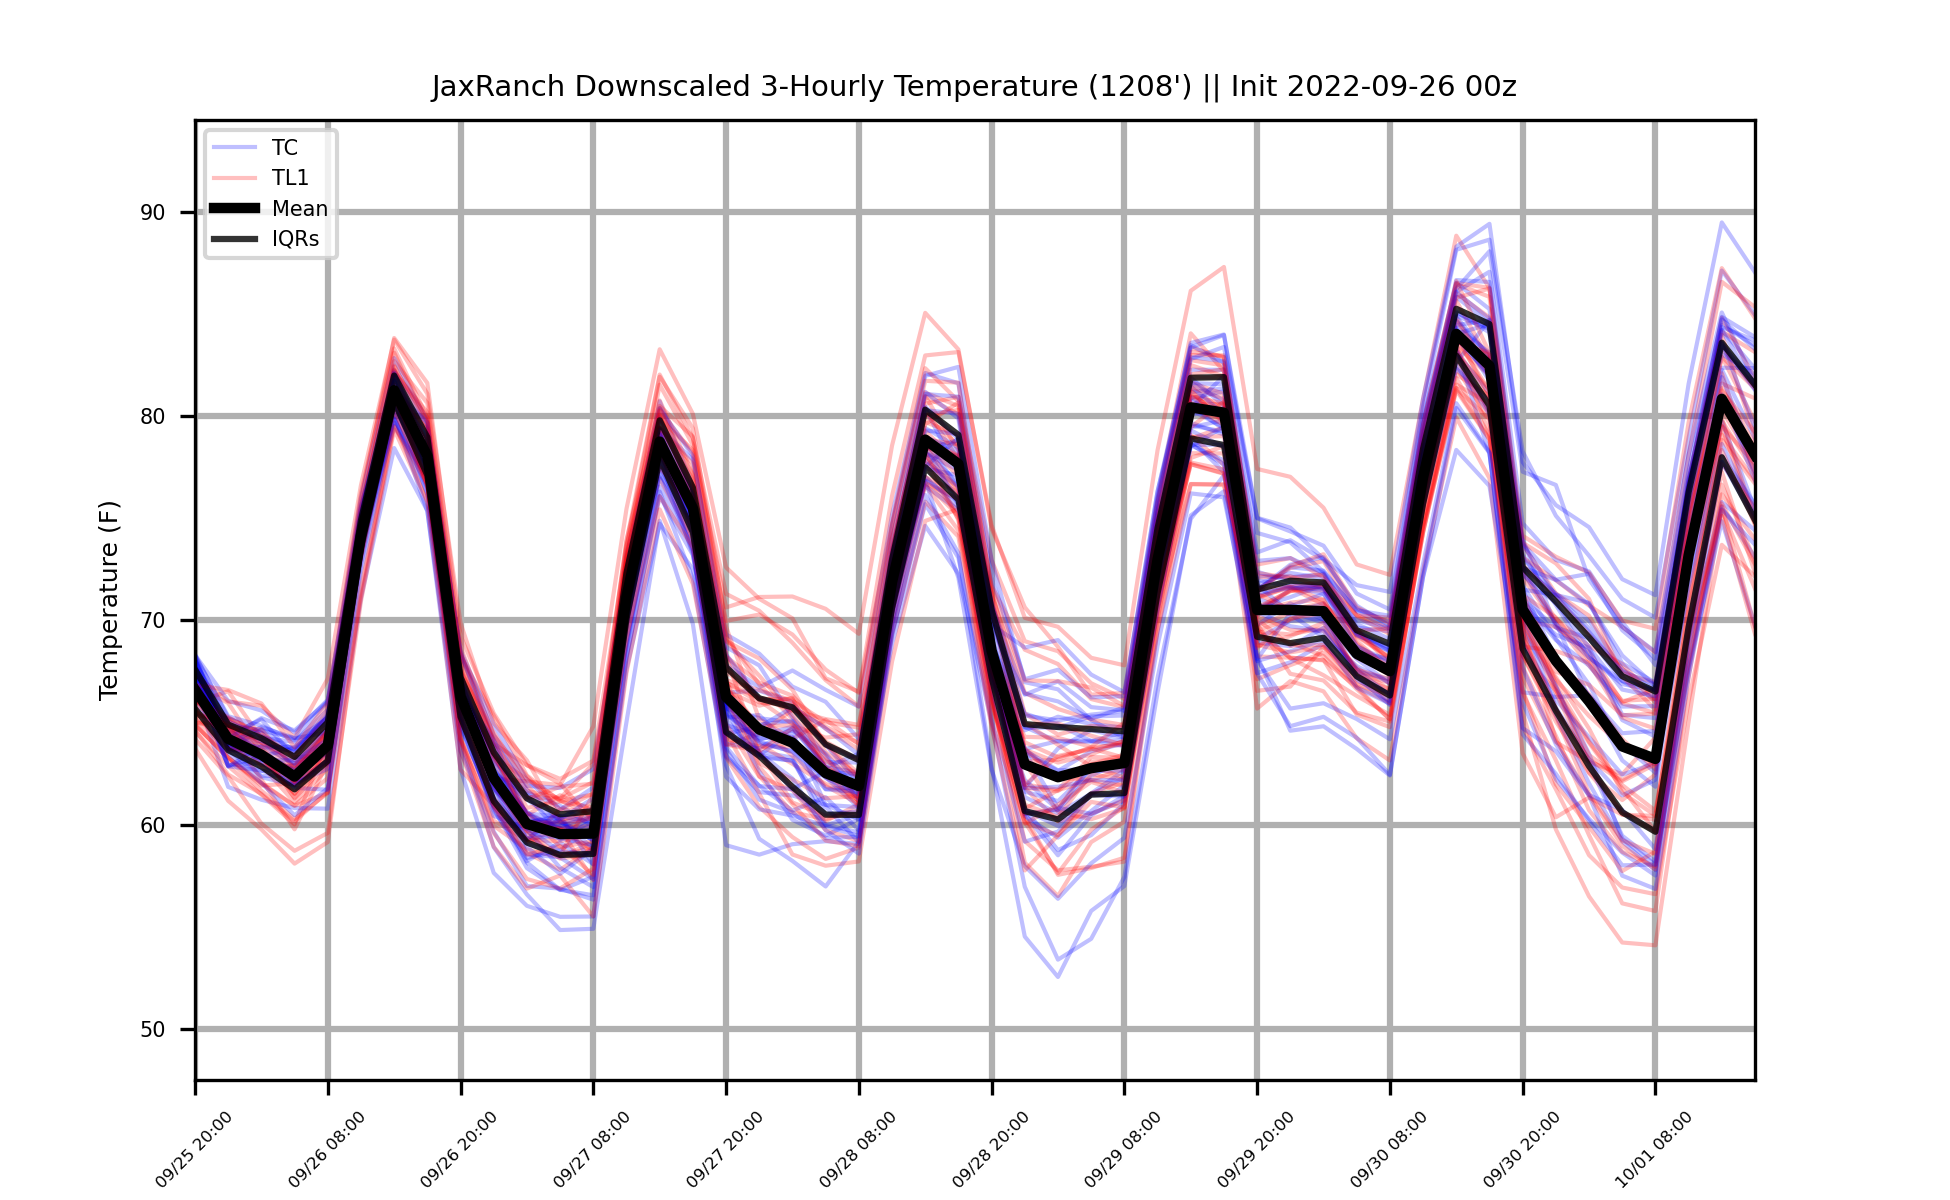 JaxRanch Downscaled 3-Hourly Temperature (1208') || Init 2022-09-26 00z
TC
TL1
Mean
IQRs
Temperature (F)
90
80
70
60
50
09/25 20:00
09/26 08:00
09/26 20:00
09/27 08:00
09/27 20:00
09/28 08:00
09/28 20:00
09/29 08:00
09/29 20:00
09/30 08:00
09/30 20:00
10/01 08:00